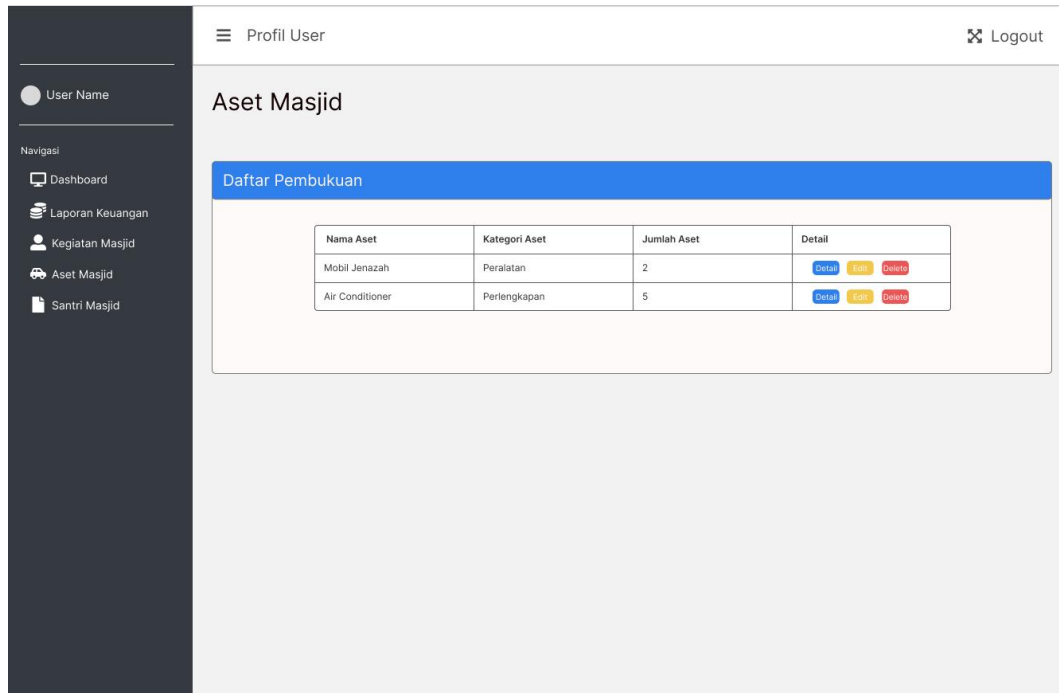 Profil User
Logout
User Name
Navigasi
Dashboard
Laporan Keuangan
Kegiatan Masjid
Aset Masjid
Santri Masjid
Aset Masjid
Daftar Pembukuan
Nama Aset Kategori Aset Jumlah Aset Detail
Mobil Jenazah Peralatan 2 Detail Edit Delete
Air Conditioner Perlengkapan 5 Detail Edit Delete